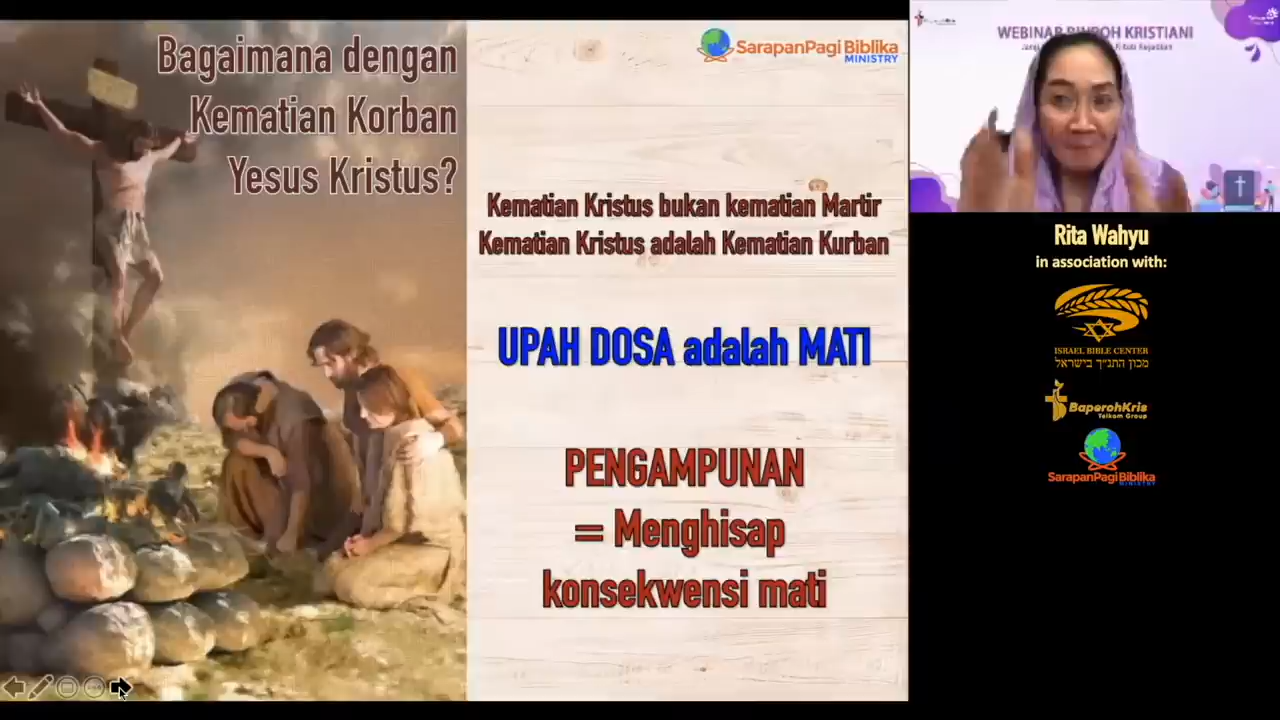 Bagaimana dengan
Kematian Korban
Yesus Kristus?
SarapanPagi Biblika
MINISTRY
Kematian Kristus bukan kematian Martir
Kematian Kristus adalah Kematian Kurban
UPAH DOSA adalah MATI
PENGAMPUNAN
= Menghisap
konsekwensi mati
WEBINAR KRISTIANI
Rita Wahyu
in association with:
ISRAEL BIBLE CENTER
מכון התנ״ך בישראל
BaperohKris
Telkom Group
SarapanPagi Biblika
MINISTRY